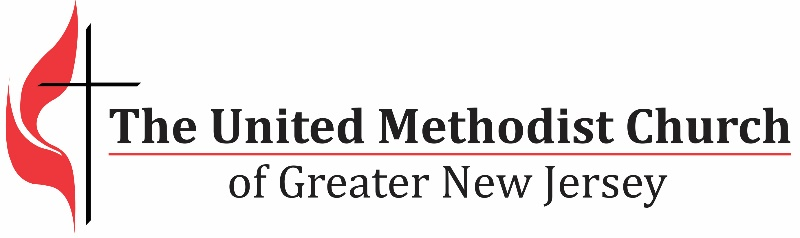 The United Methodist Church
of Greater New Jersey